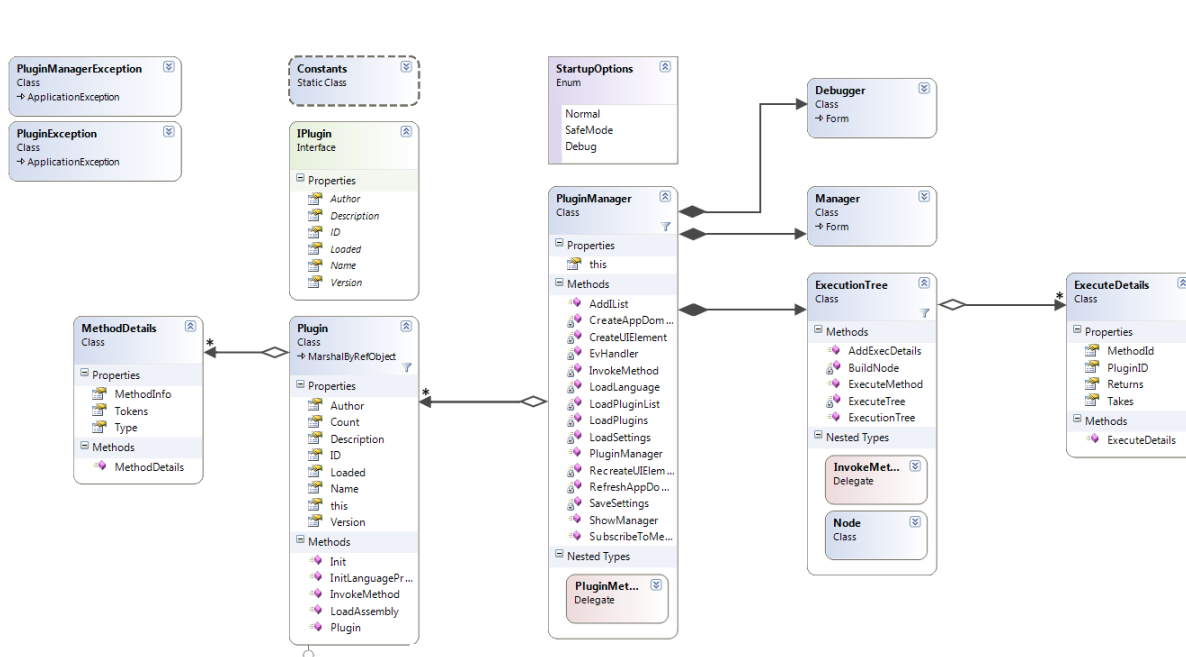 PluginManagerException
Class
ApplicationException
PluginException
Class
ApplicationException
Constants
Static Class
IPlugin
Interface
Properties
Author
Description
ID
Loaded
Name
Version
StartupOptions
Enum
Normal
SafeMode
Debug
Debugger
Class
Form
Manager
Class
Form
PluginManager
Class
Properties
this
Methods
AddIList
CreateAppDom...
CreateUIElement
EvHandler
InvokeMethod
LoadLanguage
LoadPluginList
LoadPlugins
LoadSettings
PluginManager
RecreateUIElem...
RefreshAppDo...
SaveSettings
ShowManager
SubscribeToMe...
Nested Types
PluginMet...
Delegate
ExecutionTree
Class
Methods
AddExecDetails
BuildNode
ExecuteMethod
ExecuteTree
ExecutionTree
Nested Types
InvokeMet...
Delegate
Node
Class
*
ExecuteDetails
Class
Properties
MethodId
PluginID
Returns
Takes
Methods
ExecuteDetails
MethodDetails
Class
Properties
MethodInfo
Tokens
Type
Methods
MethodDetails
*
Plugin
Class
MarshalByRefObject
Properties
Author
Count
Description
ID
Loaded
Name
this
Version
Methods
Init
InitLanguagePr...
InvokeMethod
LoadAssembly
Plugin
*